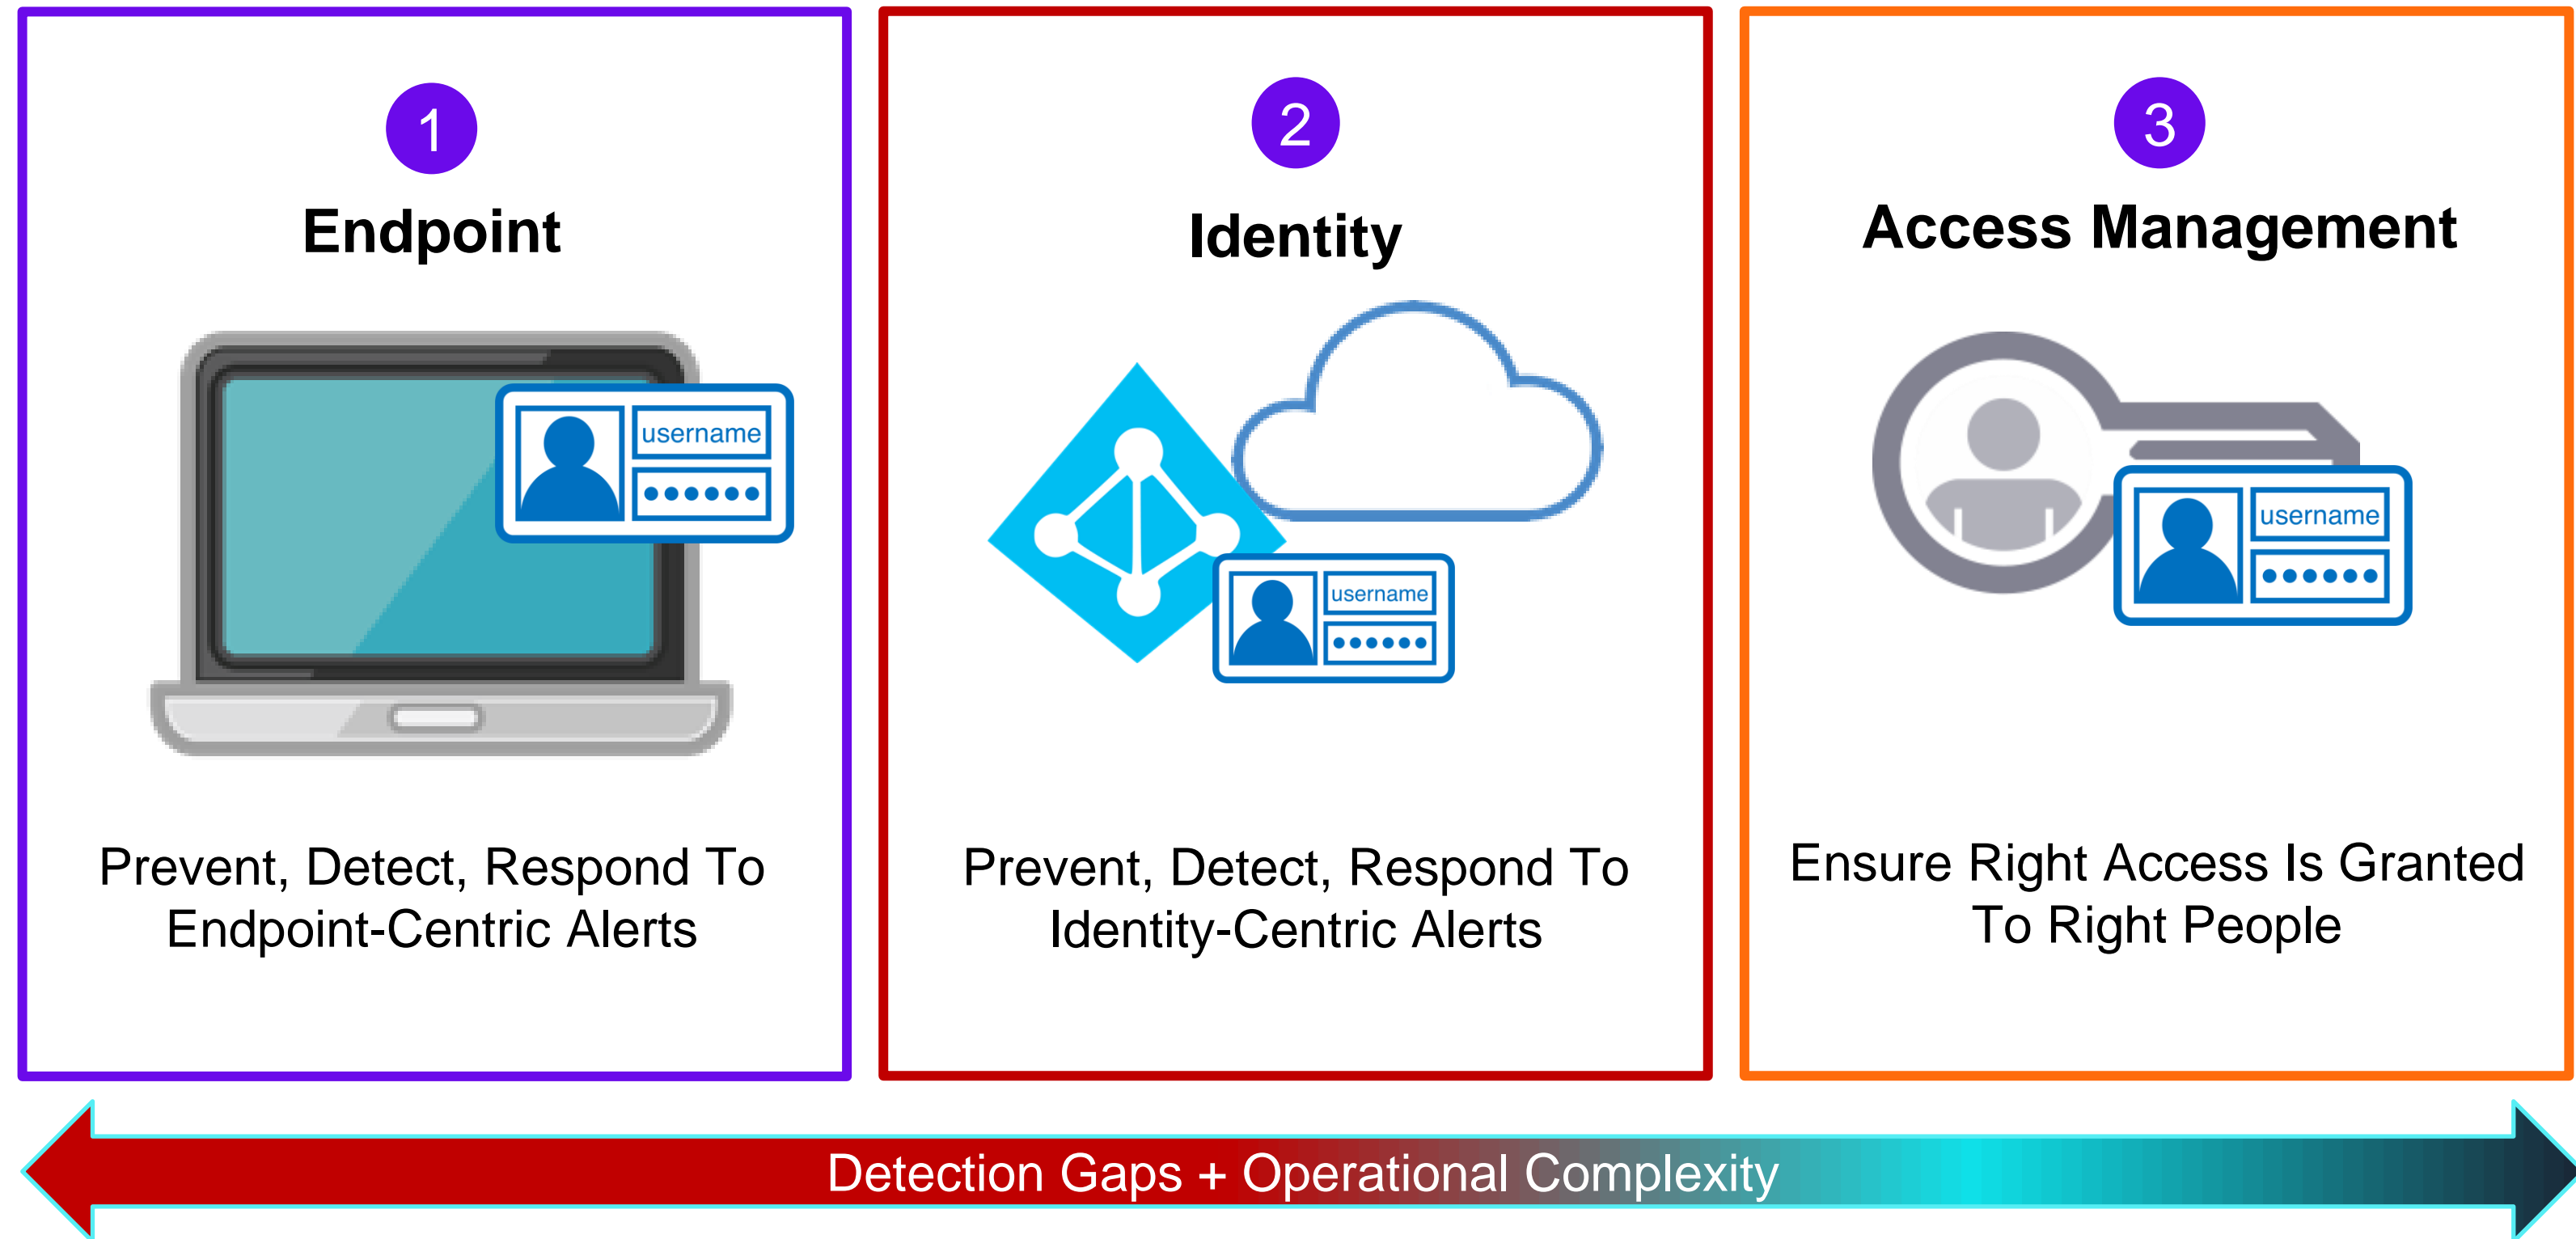 1
Endpoint
username
Prevent, Detect, Respond To
Endpoint-Centric Alerts
2
Identity
username
Prevent, Detect, Respond To
Identity-Centric Alerts
3
Access Management
username
Ensure Right Access Is Granted
To Right People
Detection Gaps + Operational Complexity